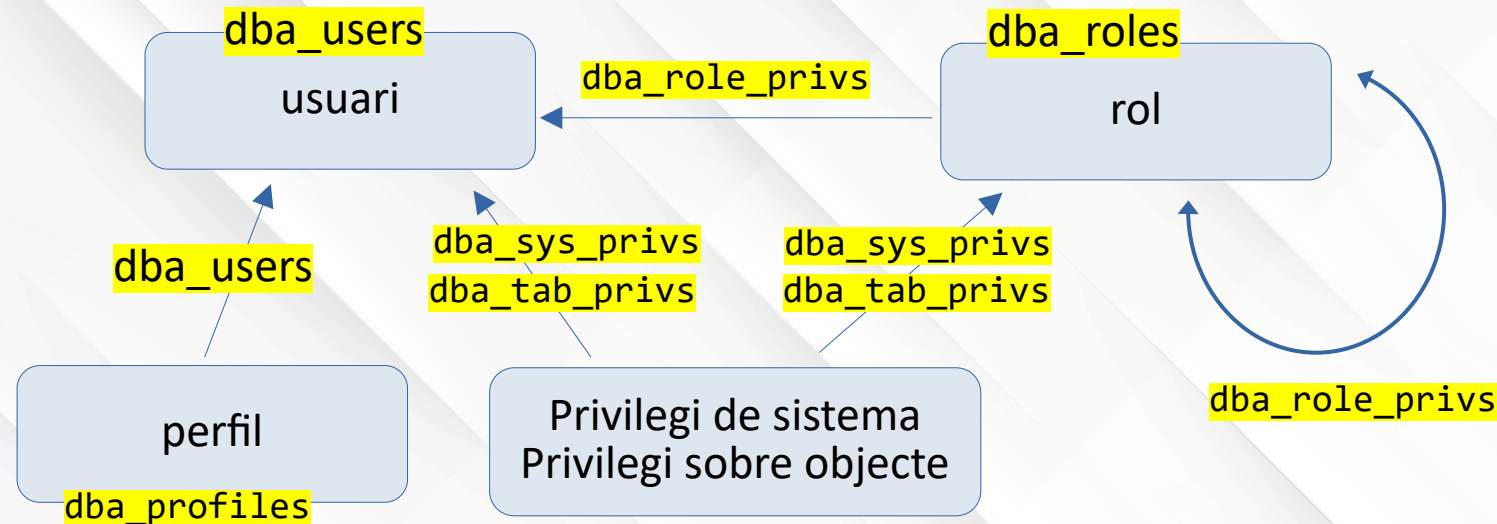 dba_users
usuari
dba_role_privs
dba_roles
rol
dba_users
dba_sys_privs
dba_tab_privs
dba_sys_privs
dba_tab_privs
dba_role_privs
perfil
dba_profiles
Privilegi de sistema
Privilegi sobre objecte